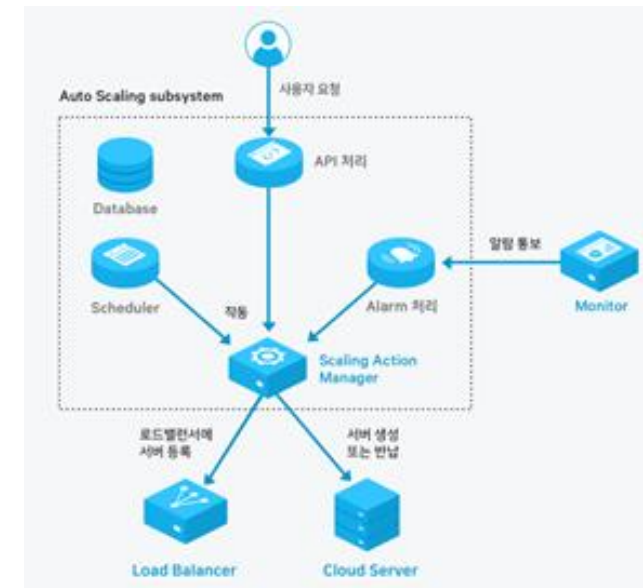 사용자 요청
Auto Scaling subsystem
API 처리
Database
알람 통보
Scheduler
작동
Alarm 처리
Monitor
Scaling Action
Manager
로드밸런서에
서버 등록
서버 생성
또는 반납
Load Balancer
Cloud Server